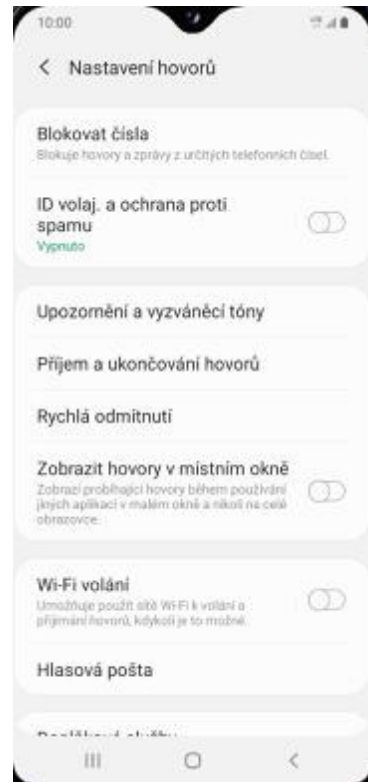 10:00
Nastavení hovorů
Blokovat čísla
Blokuje hovory a zprávy z určitých telefonních čísel.
ID volaj. a ochrana proti
spamu
Vypnuto
Upozornění a vyzváněcí tóny
Příjem a ukončování hovorů
Rychlá odmítnutí
Zobrazit hovory v místním okně
Zobrazí probíhající hovory během používání
jiných aplikací v malém okně a nikoli na celé
obrazovce.
Wi-Fi volání
Umožňuje použít sítě Wi-Fi k volání a
přijímání hovorů, kdykoli je to možné.
Hlasová pošta